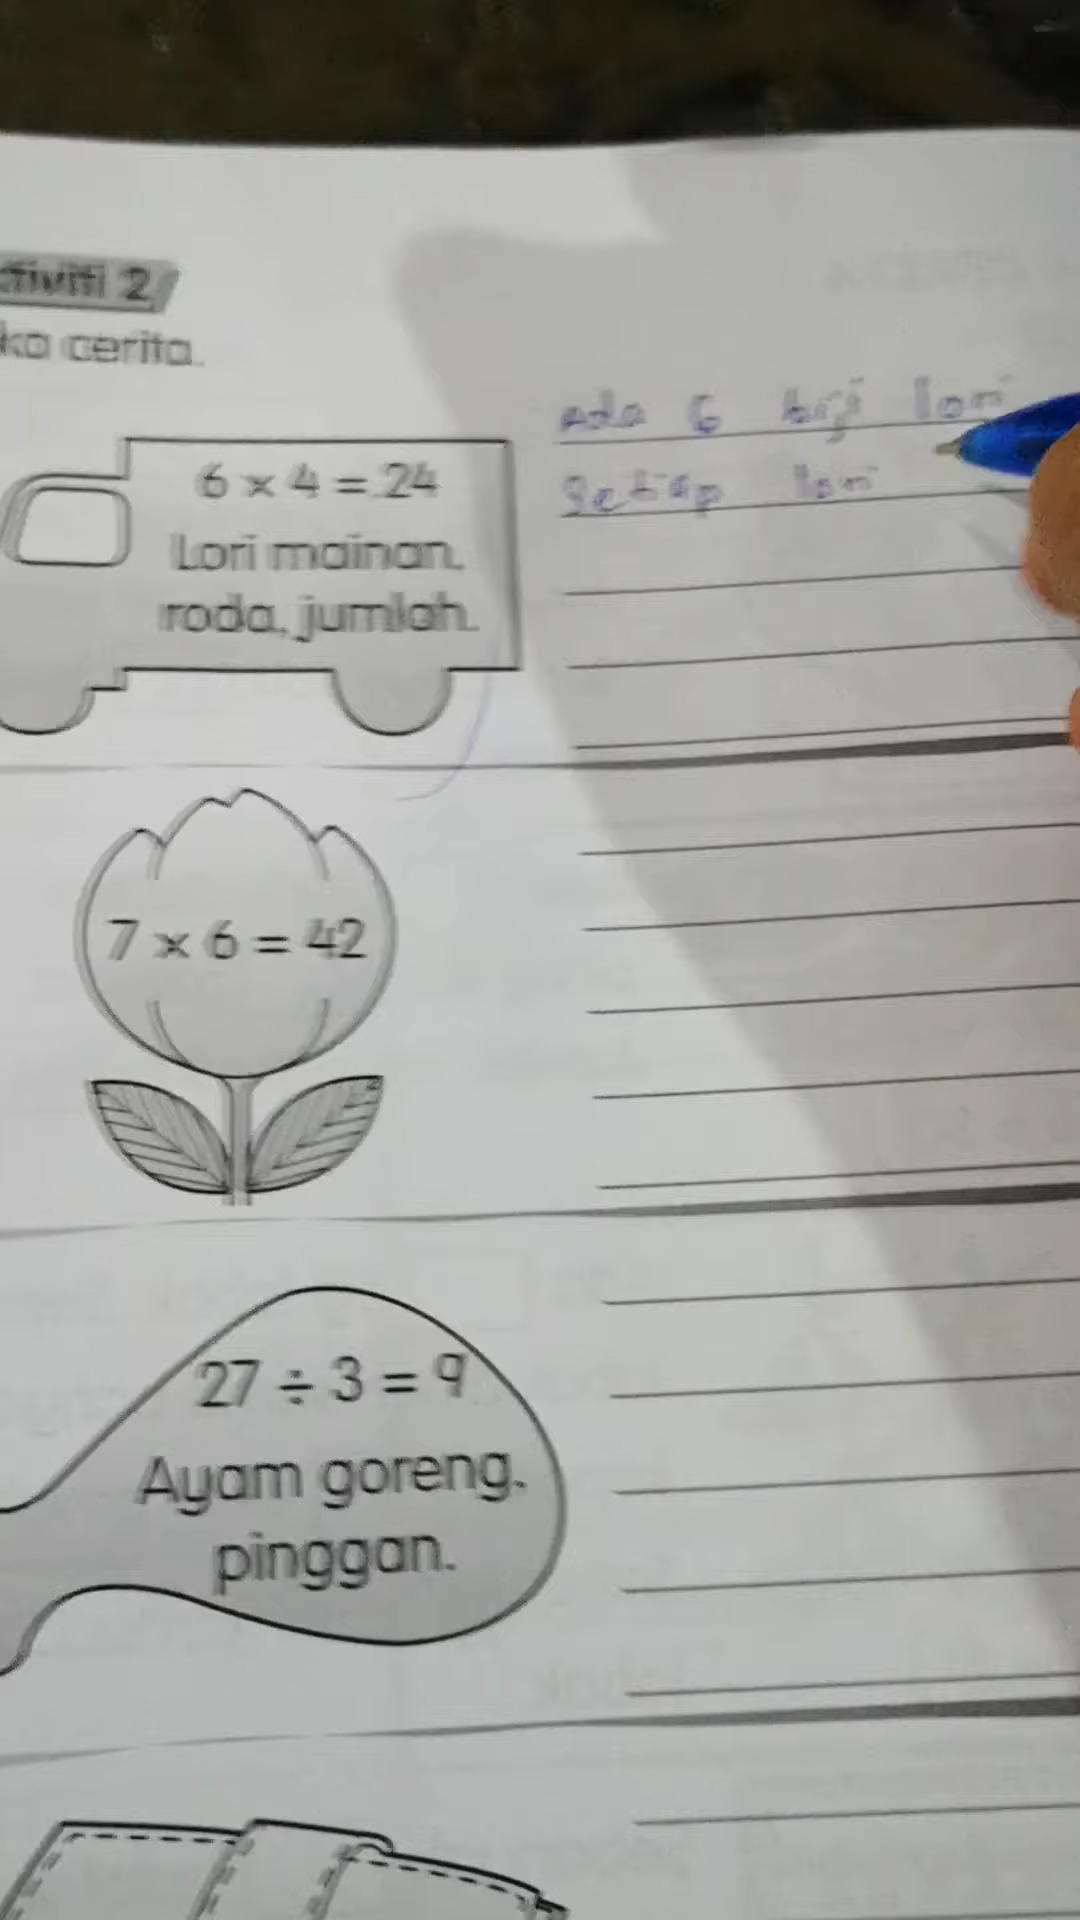 tiviti 2
ka cerita.
Ada 6 biji lori
Setiap lori
6 × 4 = 24
Lori mainan,
roda, jumlah.
7 × 6 = 42
27 ÷ 3 = 9
Ayam goreng,
pinggan.